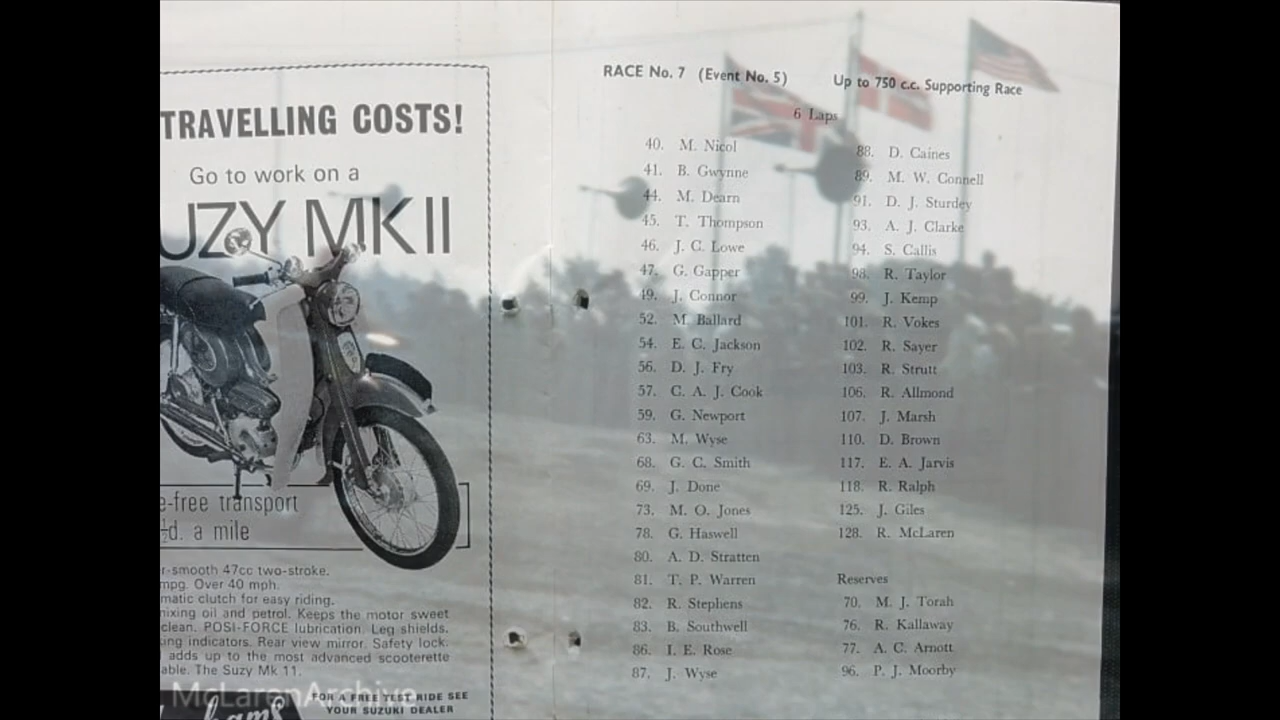 TRAVELLING COSTS!
Go to work on a
UZY MK II
e-free transport
½d. a mile
r-smooth 47cc two-stroke.
mpg. Over 40 mph.
matic clutch for easy riding.
nixing oil and petrol. Keeps the motor sweet
clean. POSI-FORCE lubrication. Leg shields.
ing indicators. Rear view mirror. Safety lock.
adds up to the most advanced scooterette
able. The Suzy Mk 11.
FOR A FREE TEST RIDE SEE
YOUR SUZUKI DEALER
McLarenArchive
RACE No. 7 (Event No. 5) Up to 750 c.c. Supporting Race
6 Laps
40. M. Nicol
41. B. Gwynne
44. M. Dearn
45. T. Thompson
46. J. C. Lowe
47. G. Gapper
49. J. Connor
52. M. Ballard
54. E. C. Jackson
56. D. J. Fry
57. C. A. J. Cook
59. G. Newport
63. M. Wyse
68. G. C. Smith
69. J. Done
73. M. O. Jones
78. G. Haswell
80. A. D. Stratten
81. T. P. Warren
82. R. Stephens
83. B. Southwell
86. I. E. Rose
87. J. Wyse
88. D. Caines
89. M. W. Connell
91. D. J. Sturdey
93. A. J. Clarke
94. S. Callis
98. R. Taylor
99. J. Kemp
101. R. Vokes
102. R. Sayer
103. R. Strutt
106. R. Allmond
107. J. Marsh
110. D. Brown
117. E. A. Jarvis
118. R. Ralph
125. J. Giles
128. R. McLaren
Reserves
70. M. J. Torah
76. R. Kallaway
77. A. C. Arnott
96. P. J. Moorby